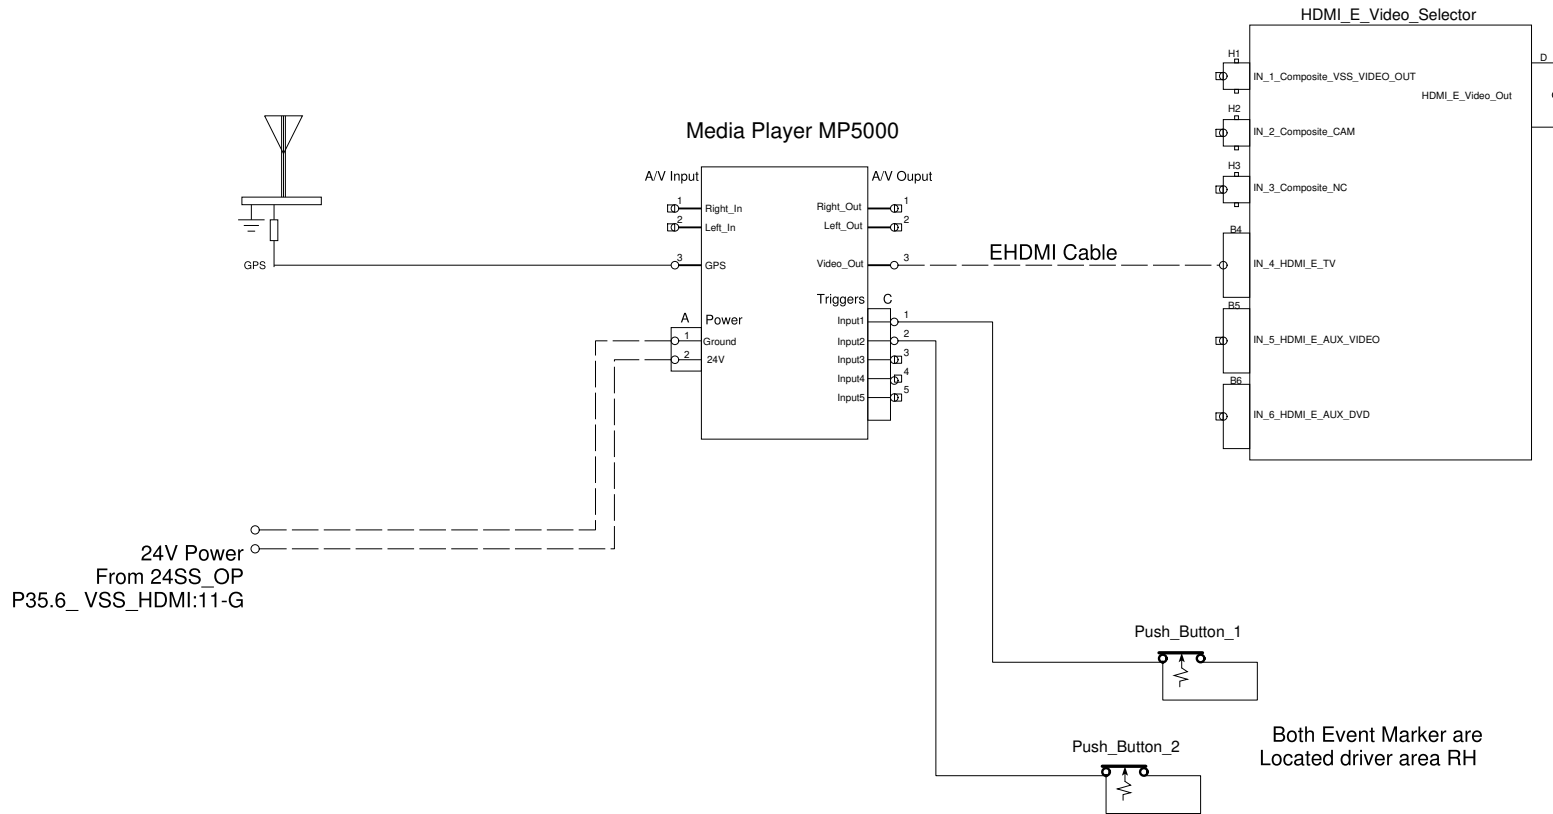 HDMI_E_Video_Selector
H1
D
IN_1_Composite_VSS_VIDEO_OUT
HDMI_E_Video_Out
H2
IN_2_Composite_CAM
Media Player MP5000
H3
A/V Input
A/V Ouput
IN_3_Composite_NC
1
Right_In
Right_Out
1
2
Left_In
Left_Out
2
B4
EHDMI Cable
GPS
3
GPS
Video_Out
3
IN_4_HDMI_E_TV
Triggers
C
B5
A
Power
Input1
1
1
Ground
Input2
2
IN_5_HDMI_E_AUX_VIDEO
2
24V
Input3
3
Input4
4
B6
Input5
5
IN_6_HDMI_E_AUX_DVD
24V Power
From 24SS_OP
P35.6_ VSS_HDMI:11-G
Push_Button_1
Both Event Marker are
Located driver area RH
Push_Button_2